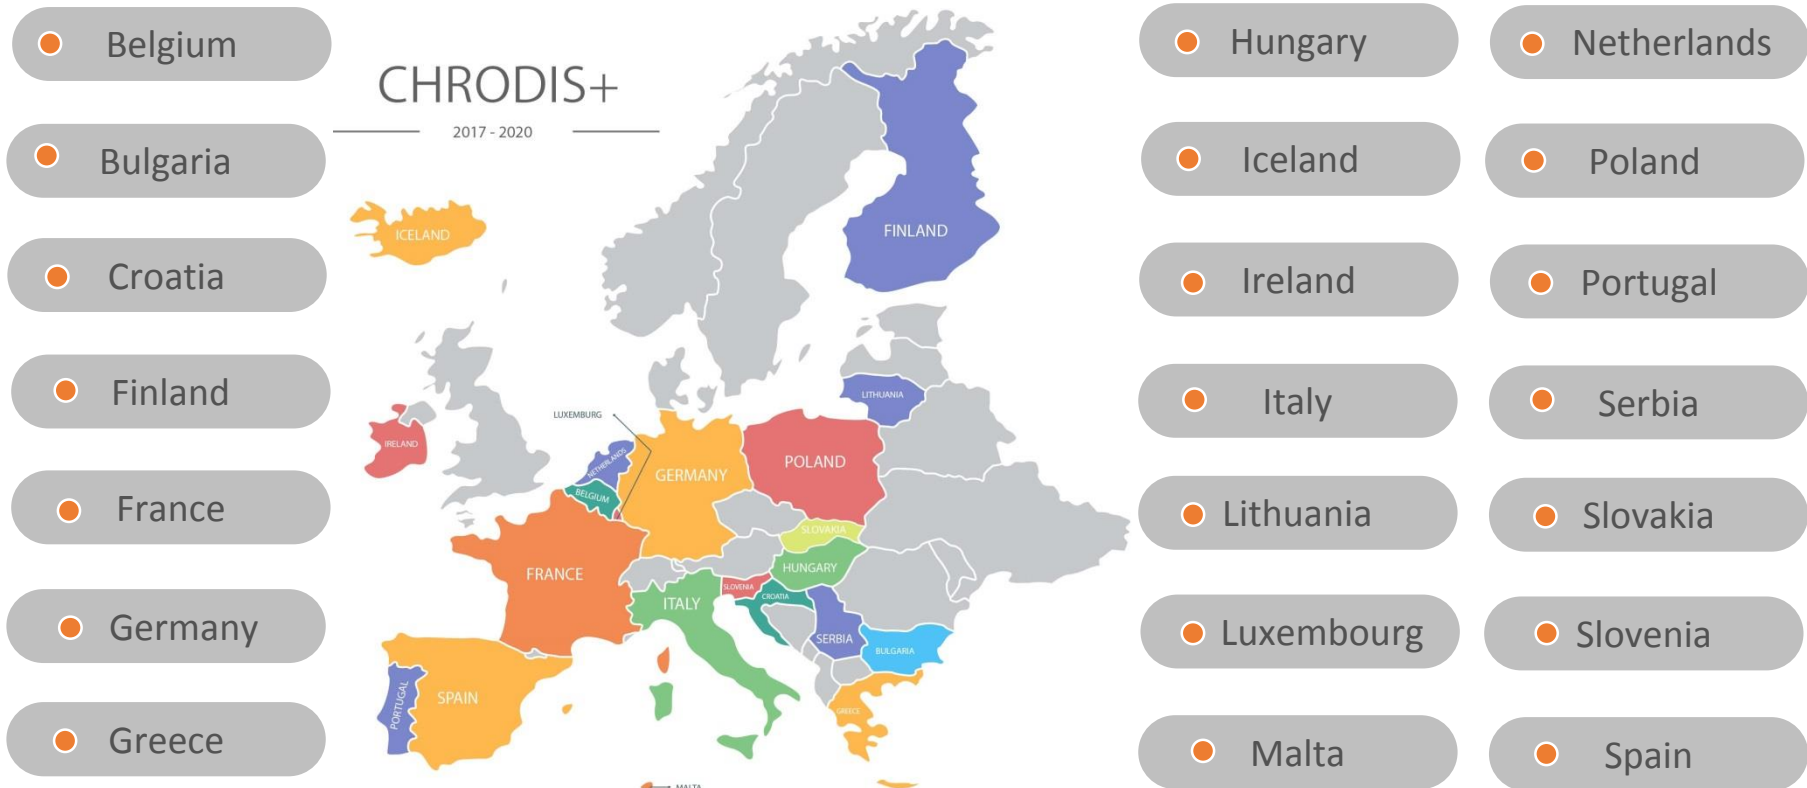 Belgium
Bulgaria
Croatia
Finland
France
Germany
Greece
CHRODIS+
2017 - 2020
ICELAND
FINLAND
LITHUANIA
LUXEMBURG
IRELAND
NETHERLANDS
BELGIUM
GERMANY
POLAND
SLOVAKIA
FRANCE
HUNGARY
SLOVENIA
CROATIA
ITALY
SERBIA
BULGARIA
PORTUGAL
SPAIN
GREECE
MALTA
Hungary
Iceland
Ireland
Italy
Lithuania
Luxembourg
Malta
Netherlands
Poland
Portugal
Serbia
Slovakia
Slovenia
Spain